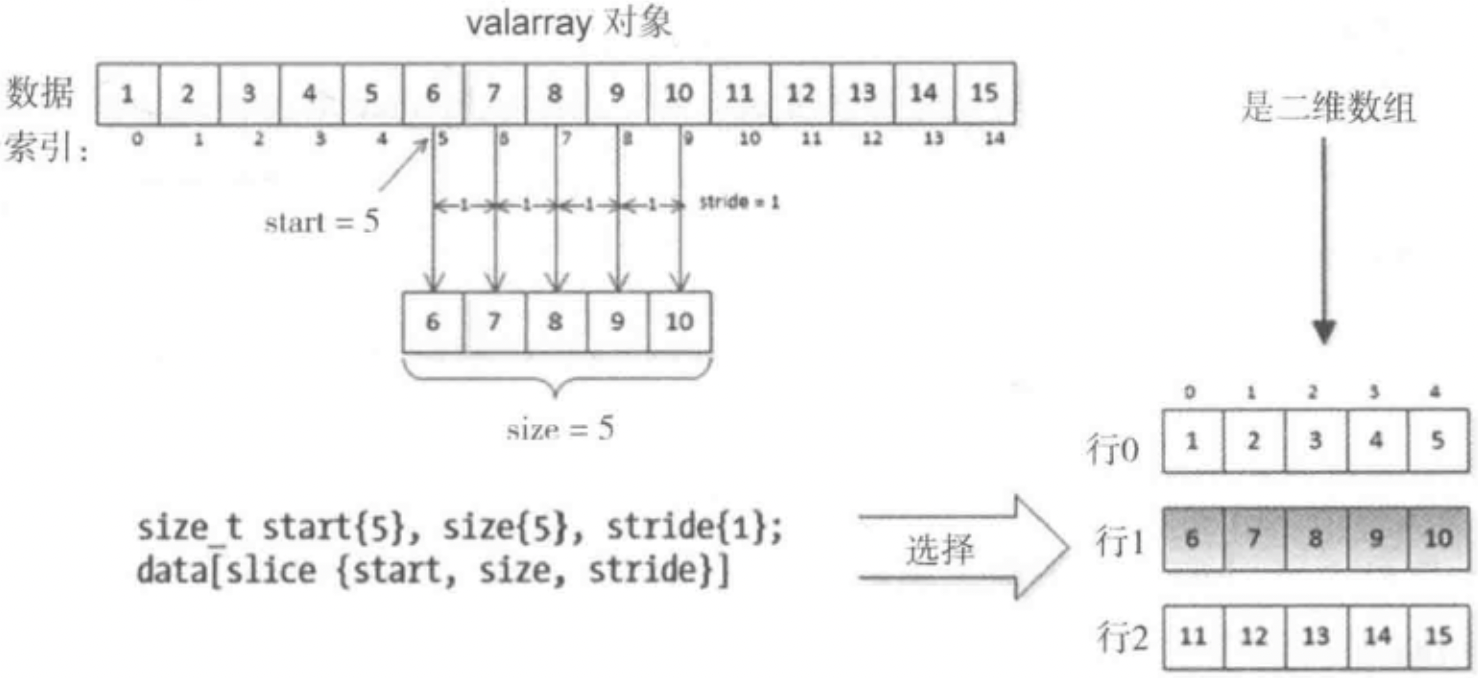 valarray 对象
数据 1 2 3 4 5 6 7 8 9 10 11 12 13 14 15
索引： 0 1 2 3 4 5 6 7 8 9 10 11 12 13 14
是二维数组
1 1 1 1 stride = 1
start = 5
6 7 8 9 10
size = 5
0 1 2 3 4
行0 1 2 3 4 5
size_t start{5}, size{5}, stride{1};
data[slice {start, size, stride}]
选择
行1 6 7 8 9 10
行2 11 12 13 14 15